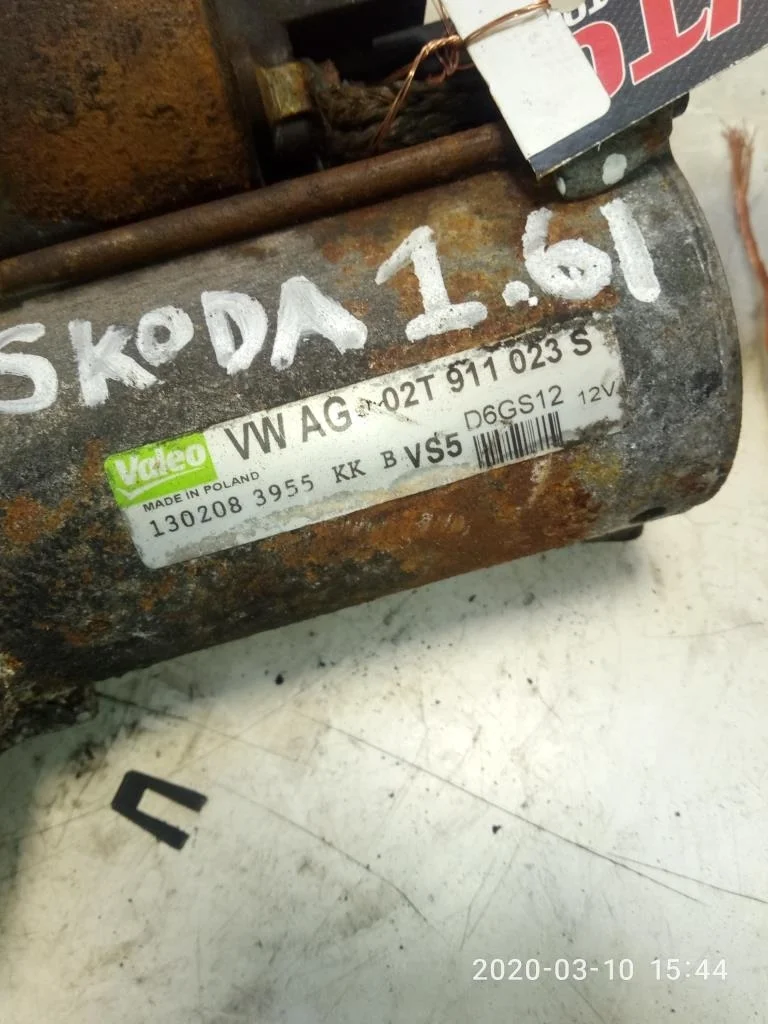 SKODA 1.6l
VW AG 02T 911 023 S
Valeo D6GS12 12V
MADE IN POLAND
130208 3955 KK B VS5
2020-03-10 15:44